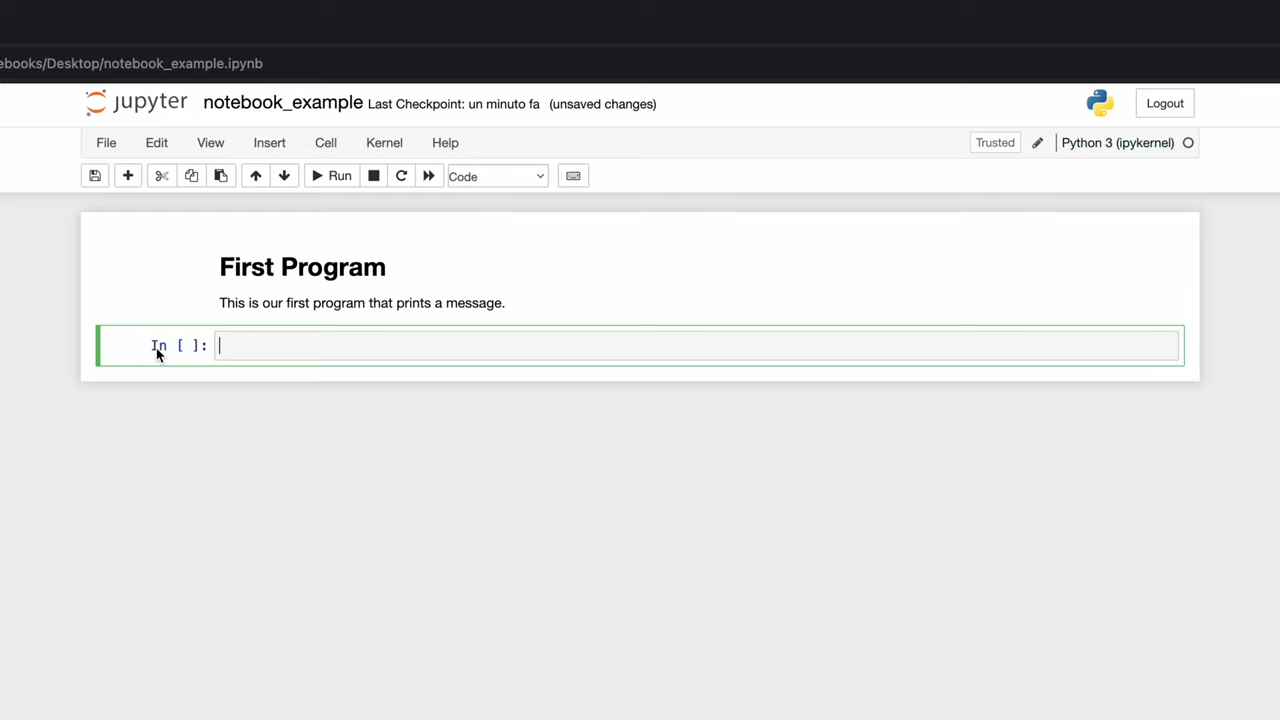 ebooks/Desktop/notebook_example.ipynb
jupyter notebook_example Last Checkpoint: un minuto fa (unsaved changes) Logout
File Edit View Insert Cell Kernel Help Trusted Python 3 (ipykernel)
Run Code
First Program
This is our first program that prints a message.
In [ ]: